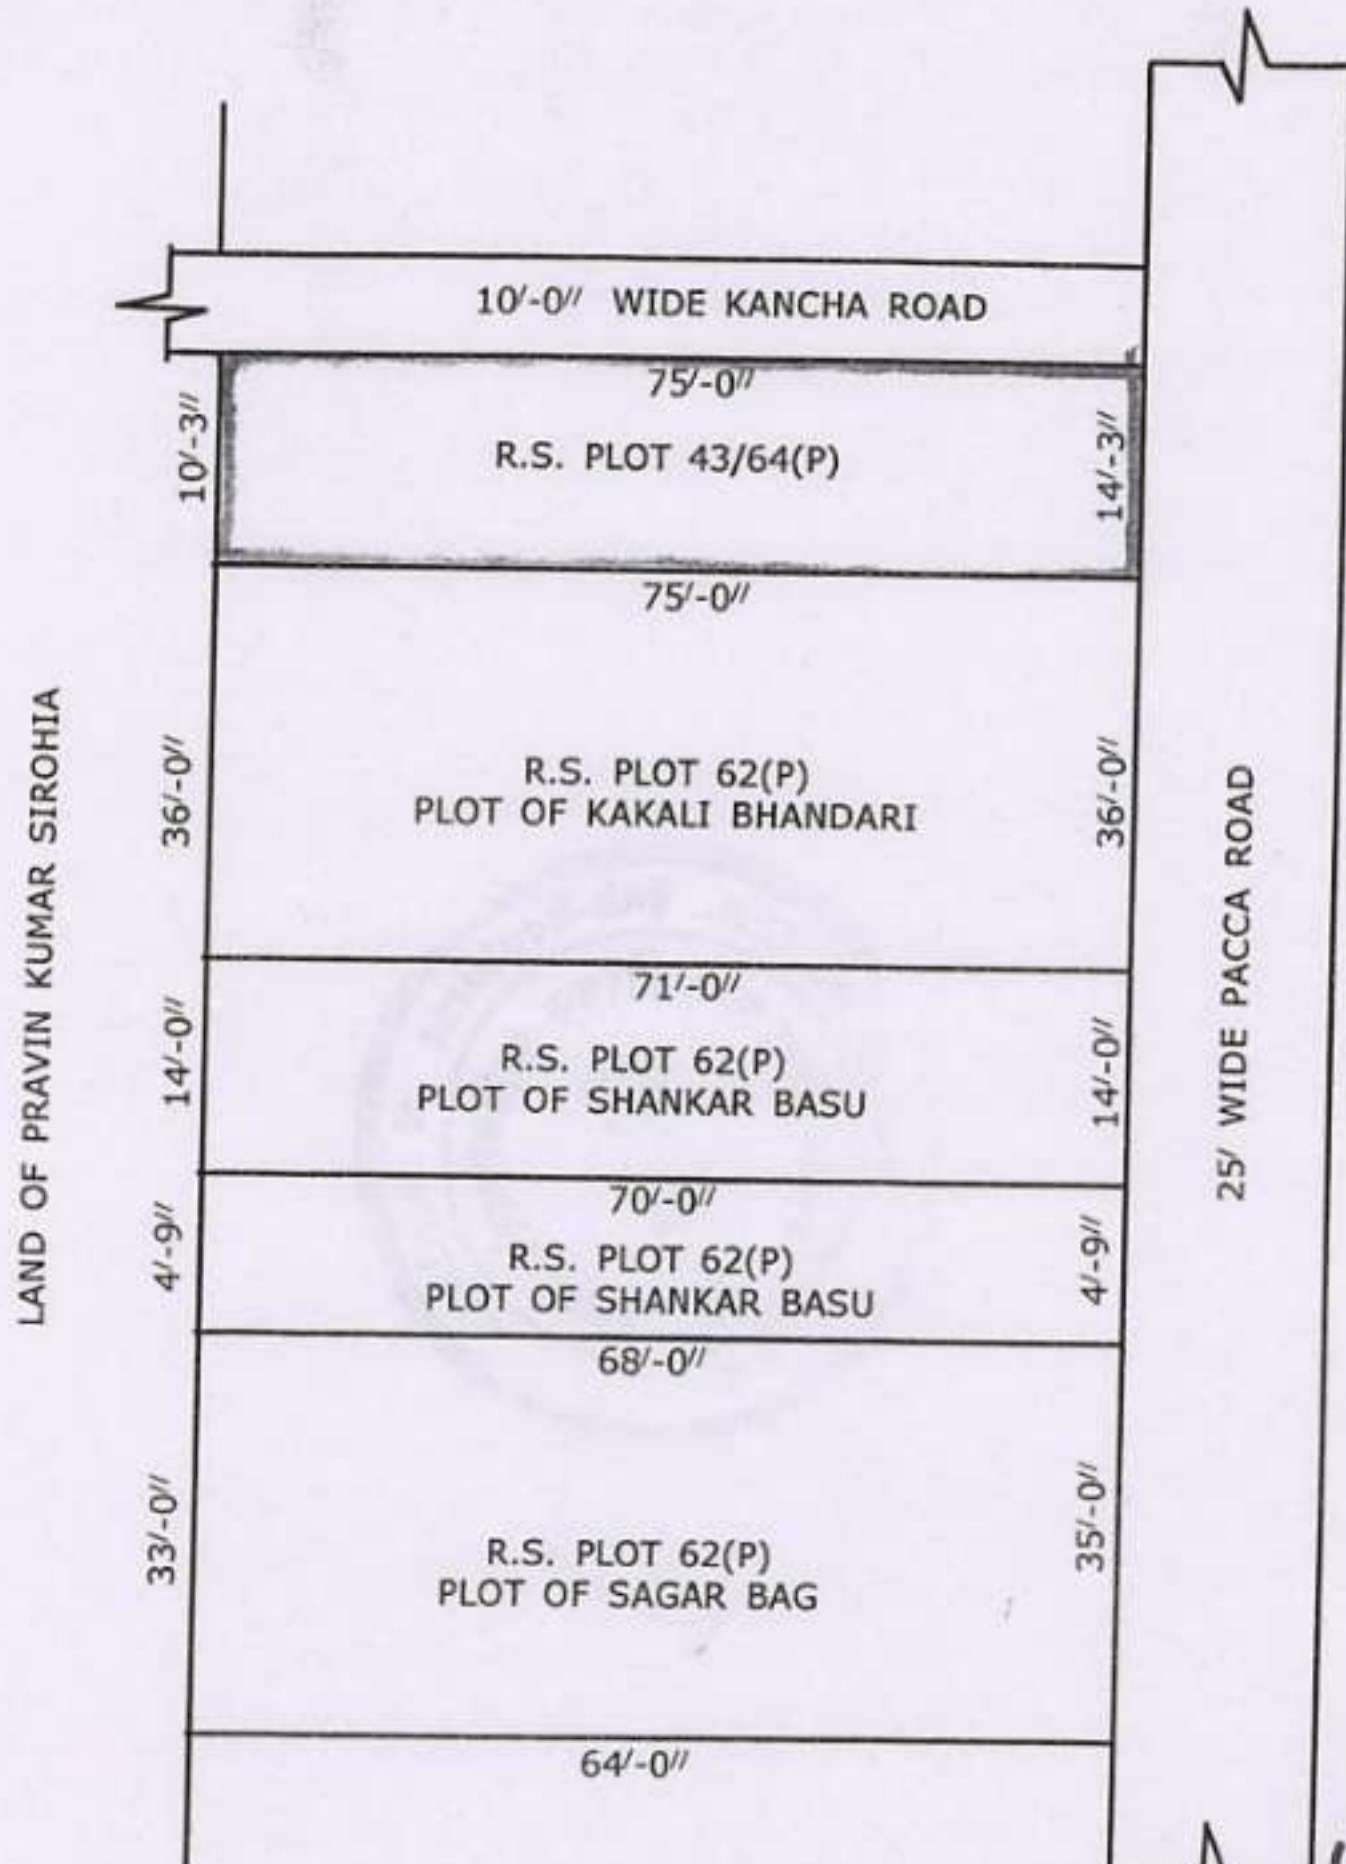 10/-0// WIDE KANCHA ROAD
75/-0//
10/-3//
R.S. PLOT 43/64(P)
14/-3//
75/-0//
LAND OF PRAVIN KUMAR SIROHIA
36/-0//
R.S. PLOT 62(P)
PLOT OF KAKALI BHANDARI
36/-0//
25/ WIDE PACCA ROAD
71/-0//
14/-0//
R.S. PLOT 62(P)
PLOT OF SHANKAR BASU
14/-0//
70/-0//
4/-9//
R.S. PLOT 62(P)
PLOT OF SHANKAR BASU
4/-9//
68/-0//
33/-0//
R.S. PLOT 62(P)
PLOT OF SAGAR BAG
35/-0//
64/-0//